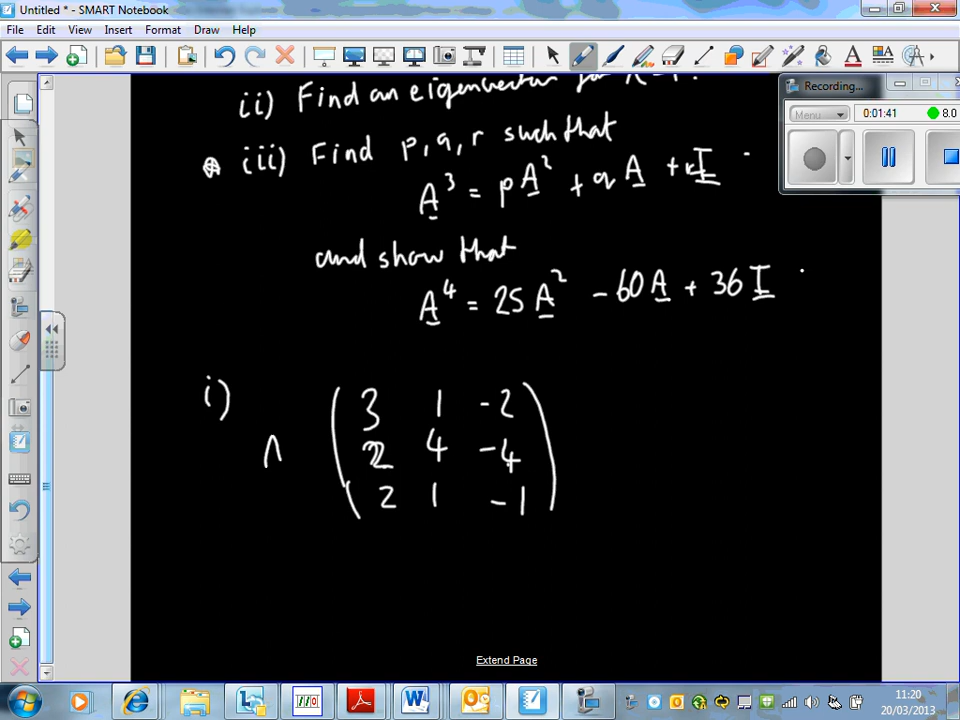 Untitled * - SMART Notebook
File Edit View Insert Format Draw Help
Recording...
Menu
0:01:41
8.0
ii) Find an eigenvector for
iii) Find p, q, r such that
A³ = pA² + qA + rI
and show that
A⁴ = 25A² - 60A + 36I
i)
3 1 -2
2 4 -4
2 1 -1
Extend Page
11:20
20/03/2013